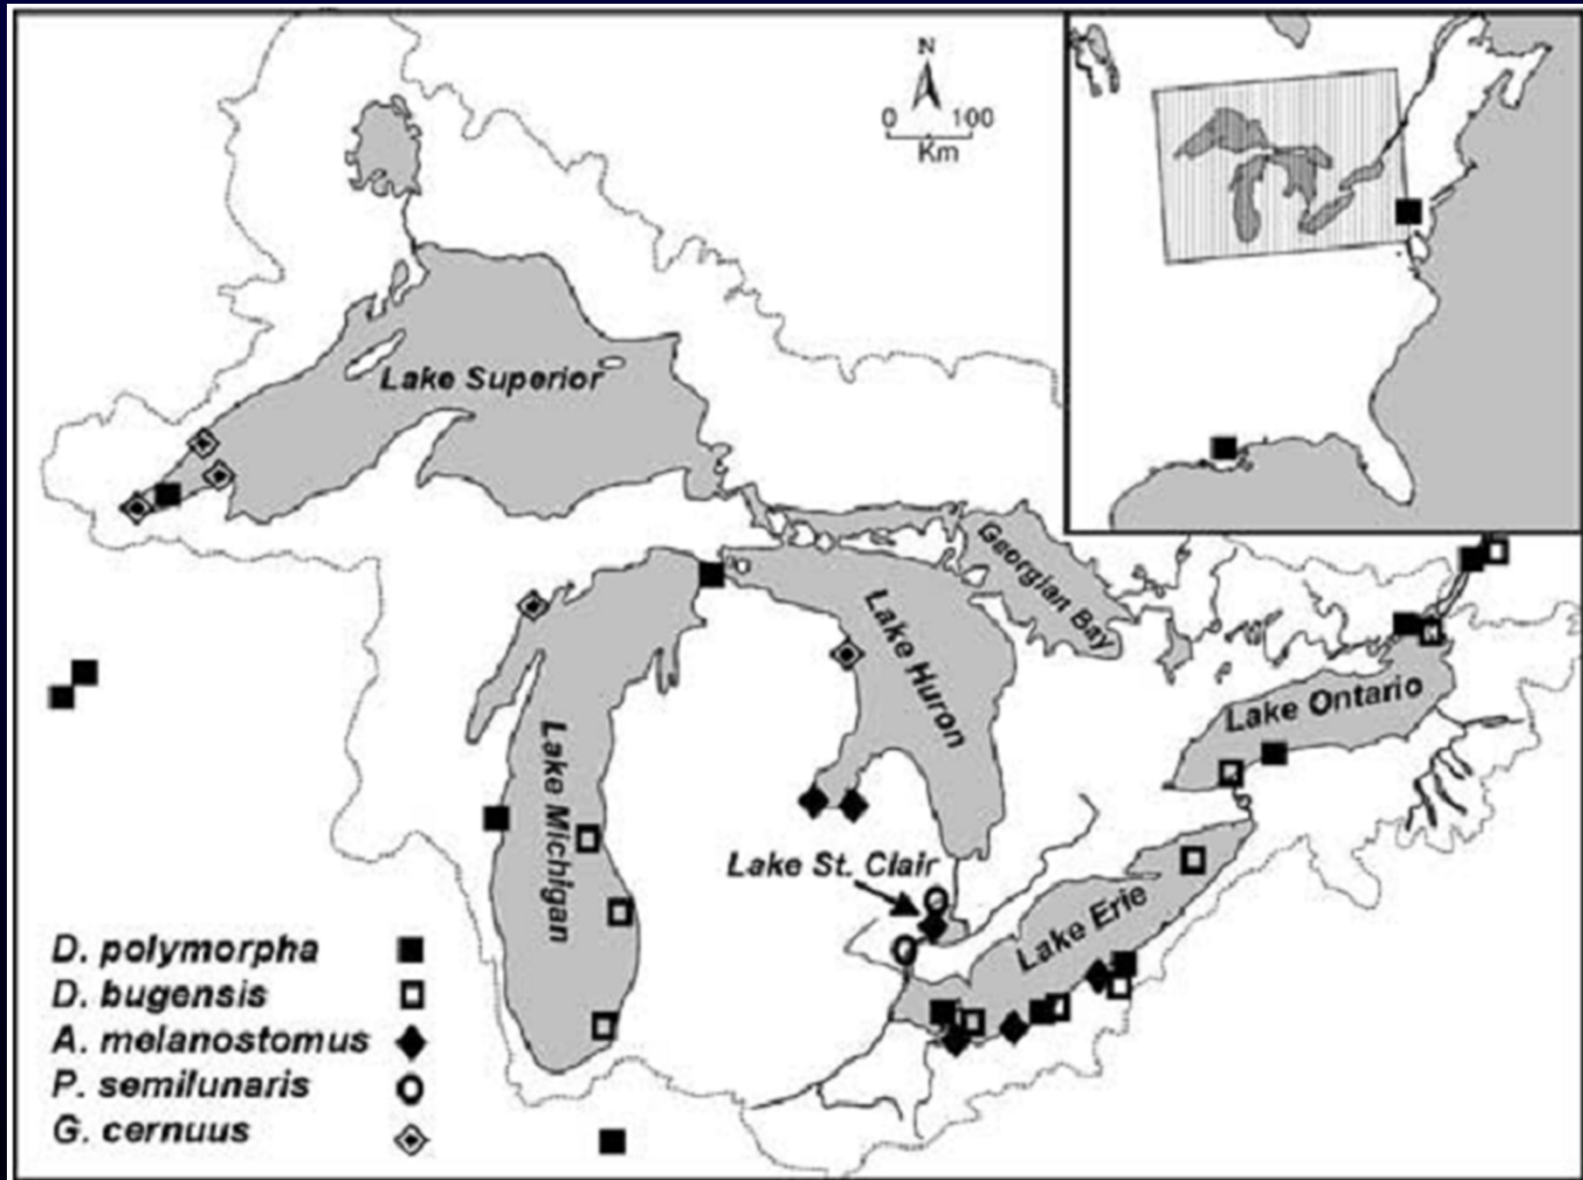 N
0 100
Km
Lake Superior
Georgian Bay
Lake Huron
Lake Ontario
Lake Michigan
Lake St. Clair
Lake Erie
D. polymorpha
D. bugensis
A. melanostomus
P. semilunaris
G. cernuus